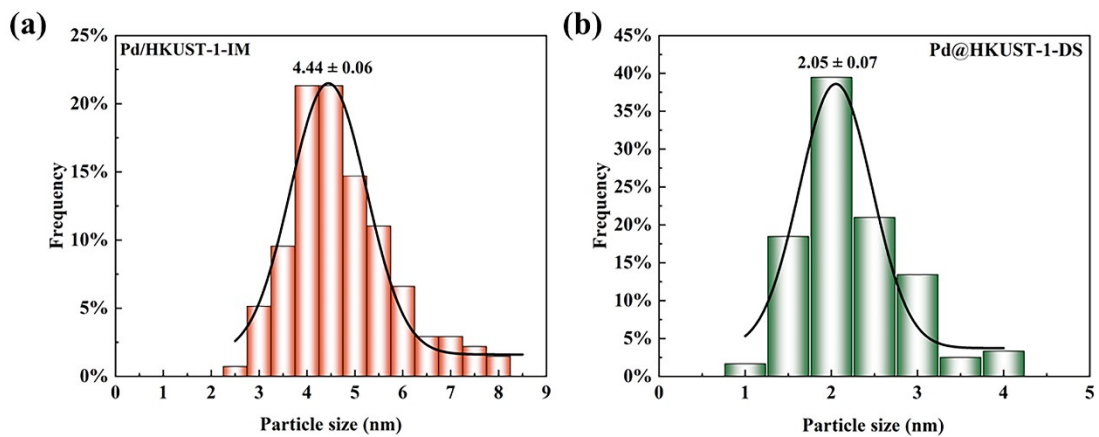 (a)
Pd/HKUST-1-IM
4.44 ± 0.06
25%
20%
15%
10%
5%
0%
Frequency
0 1 2 3 4 5 6 7 8 9
Particle size (nm)
(b)
Pd@HKUST-1-DS
2.05 ± 0.07
45%
40%
35%
30%
25%
20%
15%
10%
5%
0%
Frequency
0 1 2 3 4 5
Particle size (nm)